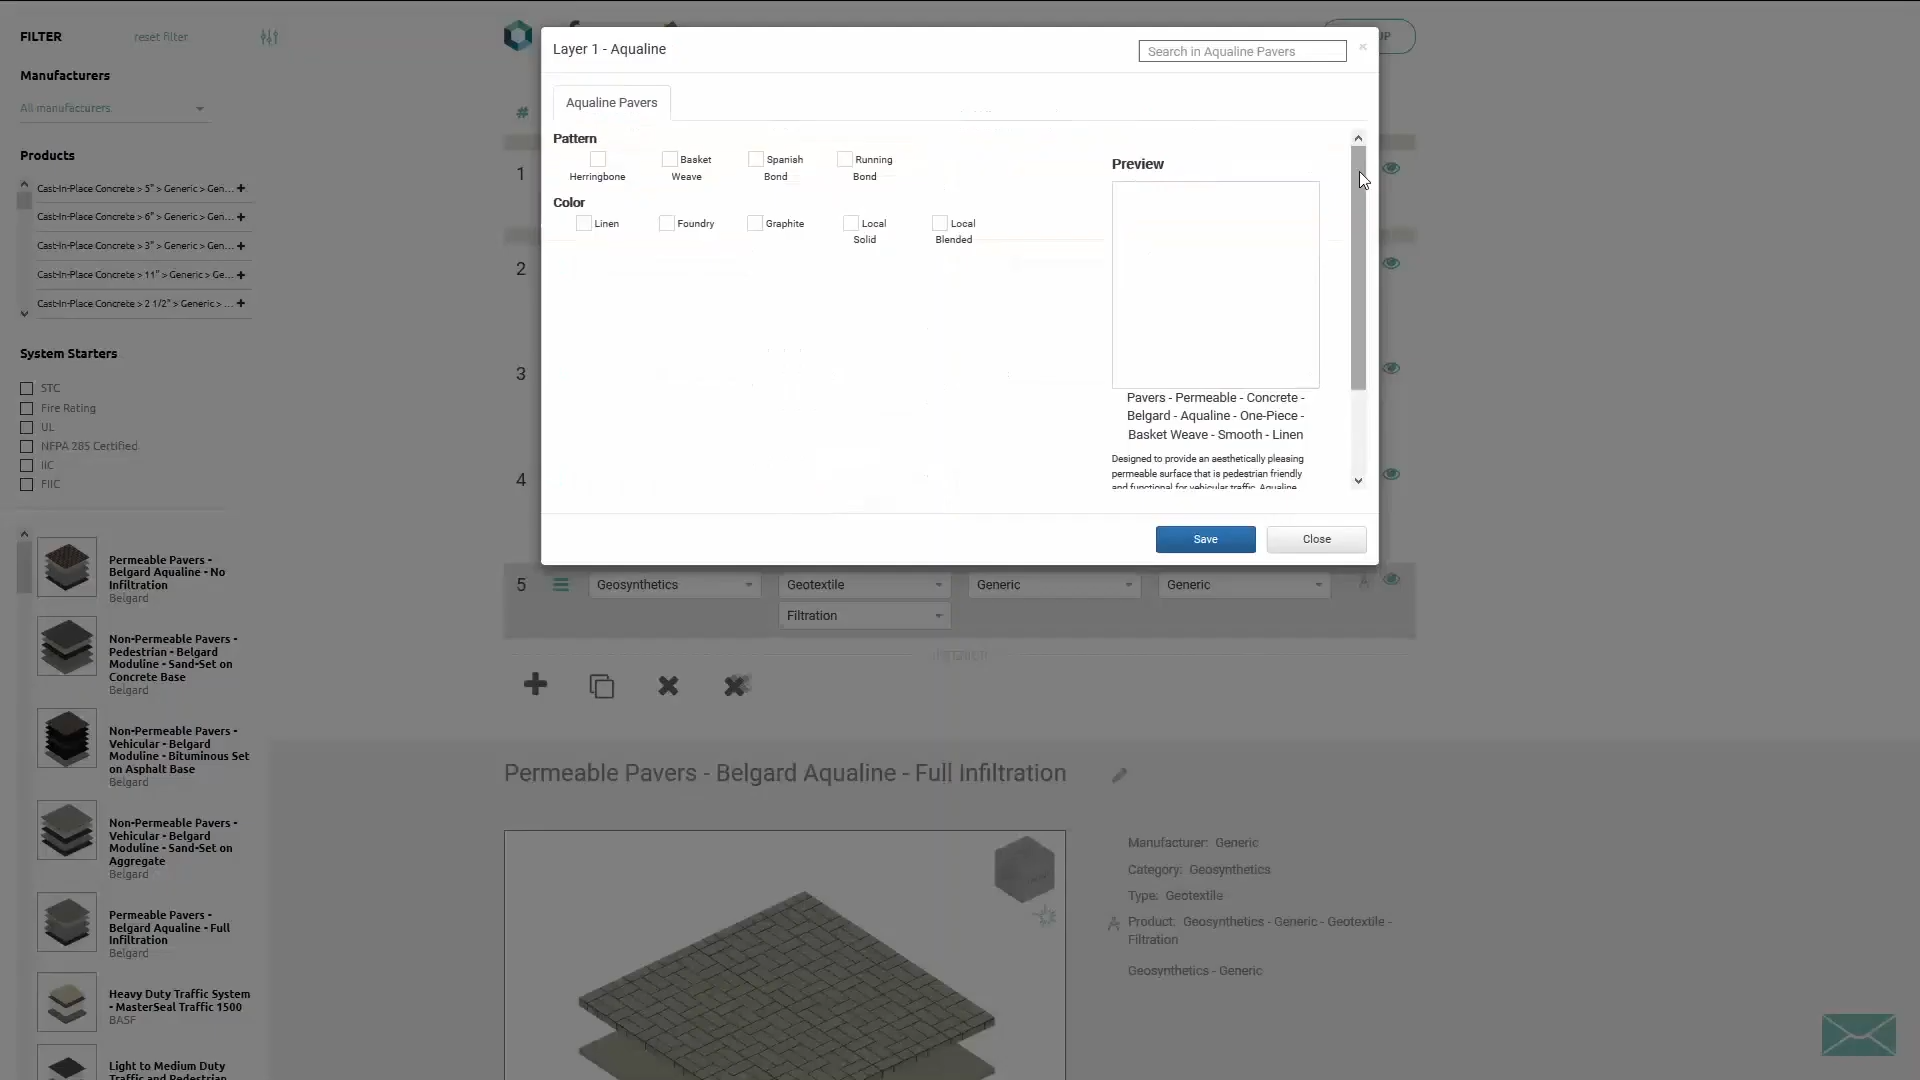 FILTER
reset filter
Manufacturers
All manufacturers
Products
Cast-In-Place Concrete > 5" > Generic > Gen...
Cast-In-Place Concrete > 6" > Generic > Gen...
Cast-In-Place Concrete > 3" > Generic > Gen...
Cast-In-Place Concrete > 11" > Generic > Ge...
Cast-In-Place Concrete > 2 1/2" > Generic > ...
System Starters
STC
Fire Rating
UL
NFPA 285 Certified
IIC
FIIC
Permeable Pavers -
Belgard Aqualine - No
Infiltration
Belgard
Non-Permeable Pavers -
Pedestrian - Belgard
Moduline - Sand-Set on
Concrete Base
Belgard
Non-Permeable Pavers -
Vehicular - Belgard
Moduline - Bituminous Set
on Asphalt Base
Belgard
Non-Permeable Pavers -
Vehicular - Belgard
Moduline - Sand-Set on
Aggregate
Belgard
Permeable Pavers -
Belgard Aqualine - Full
Infiltration
Belgard
Heavy Duty Traffic System
- MasterSeal Traffic 1500
BASF
Light to Medium Duty
Traffic and Pedestrian
Layer 1 - Aqualine
Search in Aqualine Pavers
×
UP
Aqualine Pavers
#
Pattern
Herringbone
Basket
Weave
Spanish
Bond
Running
Bond
Color
Linen
Foundry
Graphite
Local
Solid
Local
Blended
Preview
Pavers - Permeable - Concrete -
Belgard - Aqualine - One-Piece -
Basket Weave - Smooth - Linen
Designed to provide an aesthetically pleasing
permeable surface that is pedestrian friendly
and functional for vehicular traffic, Aqualine
Save
Close
1
2
3
4
5
Geosynthetics
Geotextile
Generic
Generic
Filtration
Permeable Pavers - Belgard Aqualine - Full Infiltration
Manufacturer: Generic
Category: Geosynthetics
Type: Geotextile
Product: Geosynthetics - Generic - Geotextile -
Filtration
Geosynthetics - Generic